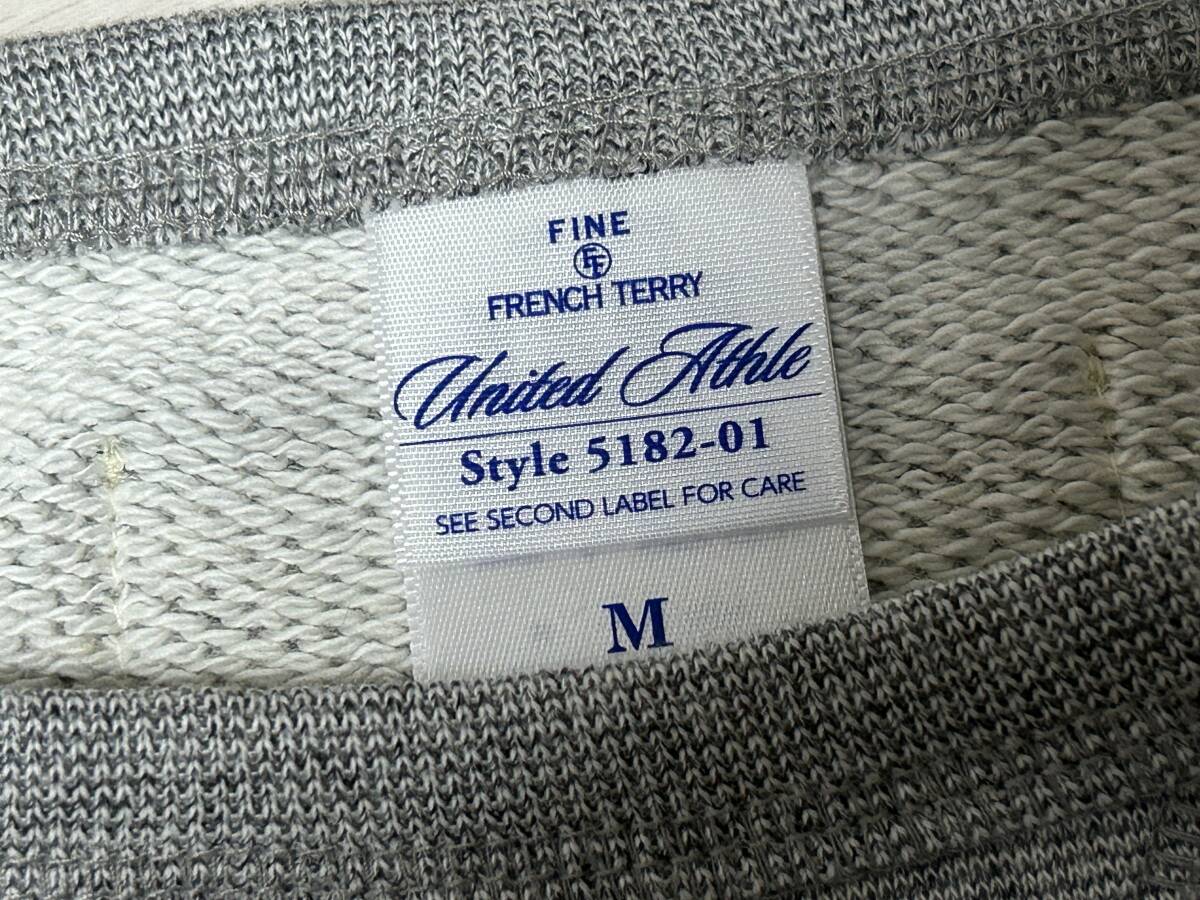 FINE
FF
FRENCH TERRY
United Athle
Style 5182-01
SEE SECOND LABEL FOR CARE
M